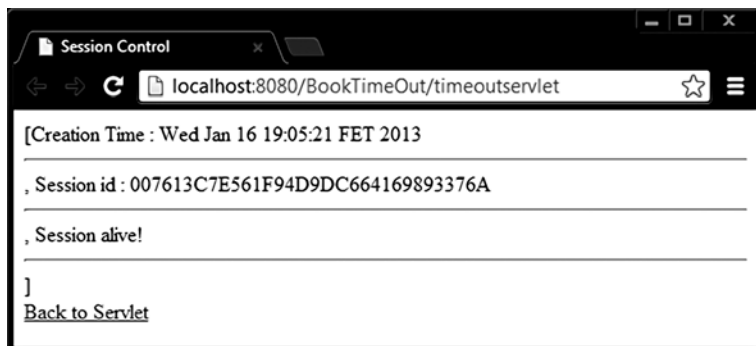 Session Control
localhost:8080/BookTimeOut/timeoutservlet
[Creation Time : Wed Jan 16 19:05:21 FET 2013
, Session id : 007613C7E561F94D9DC664169893376A
, Session alive!
]
Back to Servlet